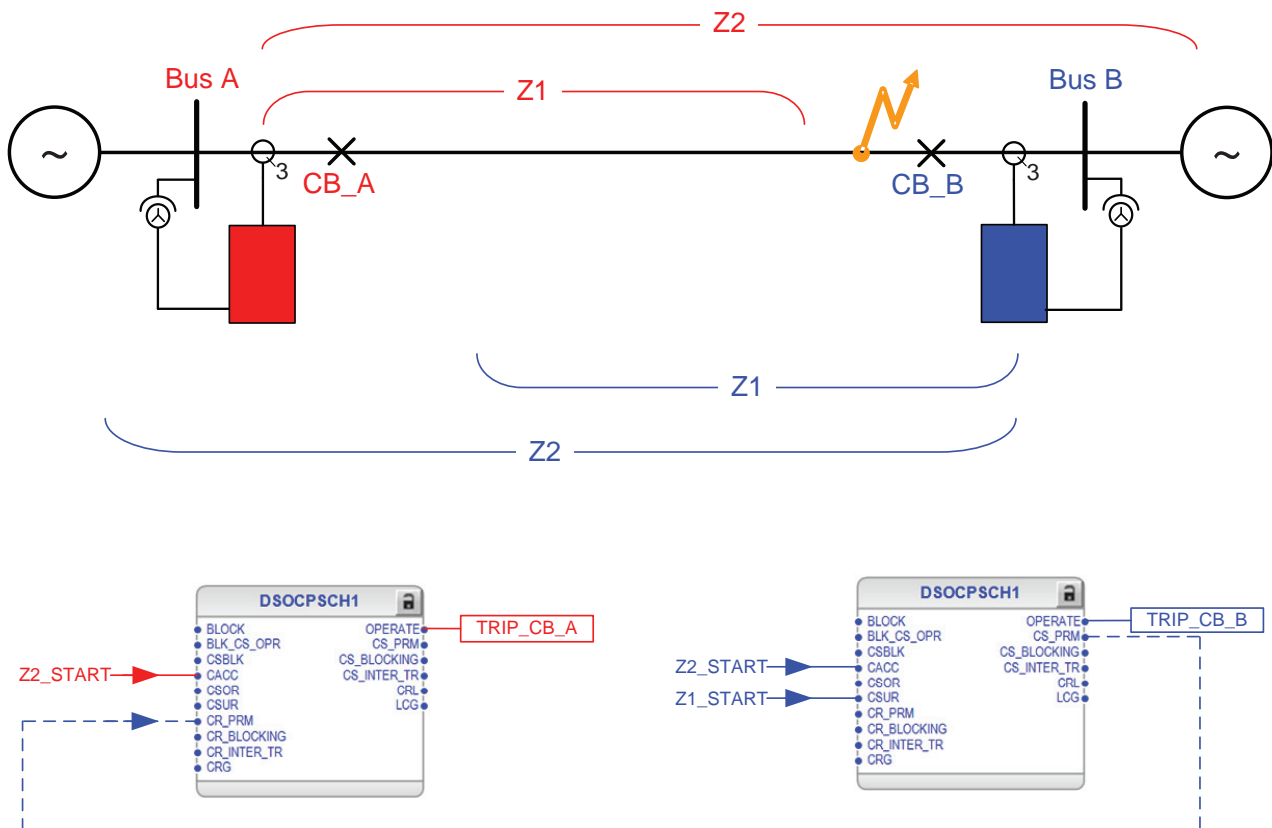 Z2
Bus A
Bus B
Z1
~
~
3
3
CB_A
CB_B
Z1
Z2
DSOCPSCH1
BLOCK
OPERATE
TRIP_CB_A
BLK_CS_OPR
CS_PRM
CSBLK
CS_BLOCKING
Z2_START
CACC
CS_INTER_TR
CSOR
CRL
CSUR
LCG
CR_PRM
CR_BLOCKING
CR_INTER_TR
CRG
DSOCPSCH1
BLOCK
OPERATE
TRIP_CB_B
BLK_CS_OPR
CS_PRM
CSBLK
CS_BLOCKING
Z2_START
CACC
CS_INTER_TR
CSOR
CRL
Z1_START
CSUR
LCG
CR_PRM
CR_BLOCKING
CR_INTER_TR
CRG